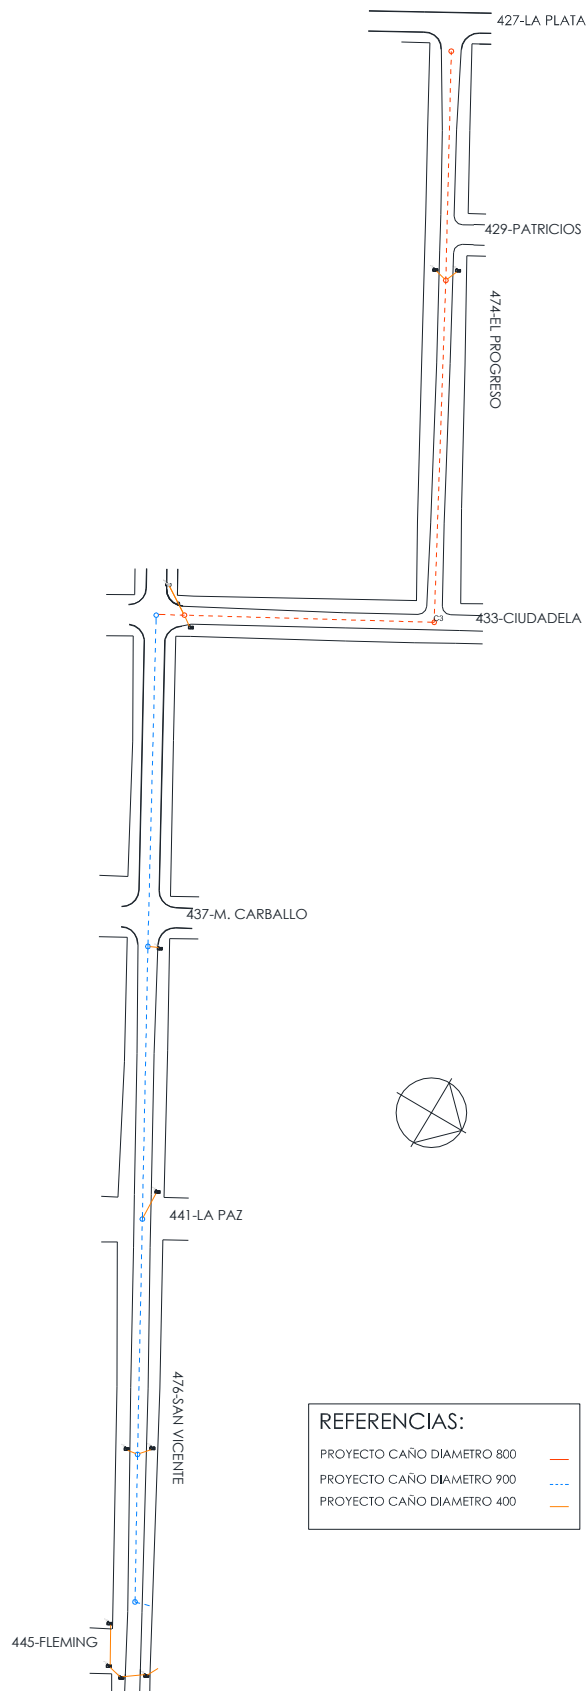 427-LA PLATA
429-PATRICIOS
474-EL PROGRESO
C3
433-CIUDADELA
437-M. CARBALLO
441-LA PAZ
476-SAN VICENTE
REFERENCIAS:
PROYECTO CAÑO DIAMETRO 800
PROYECTO CAÑO DIAMETRO 900
PROYECTO CAÑO DIAMETRO 400
445-FLEMING